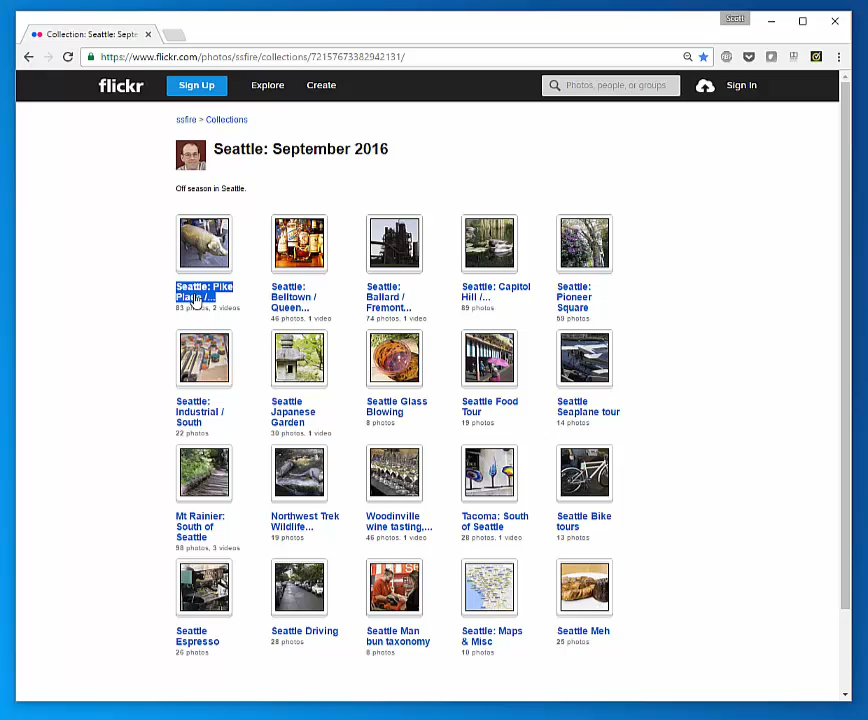 Scott
Collection: Seattle: Septe
https://www.flickr.com/photos/ssfire/collections/72157673382942131/
flickr Sign Up Explore Create Photos, people, or groups Sign In
ssfire > Collections
Seattle: September 2016
Off season in Seattle.
Seattle: Pike
Place /...
83 photos, 2 videos
Seattle:
Belltown /
Queen...
46 photos, 1 video
Seattle:
Ballard /
Fremont...
74 photos, 1 video
Seattle: Capitol
Hill /...
89 photos
Seattle:
Pioneer
Square
photos
Seattle:
Industrial /
South
22 photos
Seattle
Japanese
Garden
30 photos, 1 video
Seattle Glass
Blowing
8 photos
Seattle Food
Tour
19 photos
Seattle
Seaplane tour
14 photos
Mt Rainier:
South of
Seattle
98 photos, 3 videos
Northwest Trek
Wildlife...
19 photos
Woodinville
wine tasting,...
46 photos, 1 video
Tacoma: South
of Seattle
28 photos, 1 video
Seattle Bike
tours
13 photos
Seattle
Espresso
26 photos
Seattle Driving
28 photos
Seattle Man
bun taxonomy
8 photos
Seattle: Maps
& Misc
10 photos
Seattle Meh
25 photos